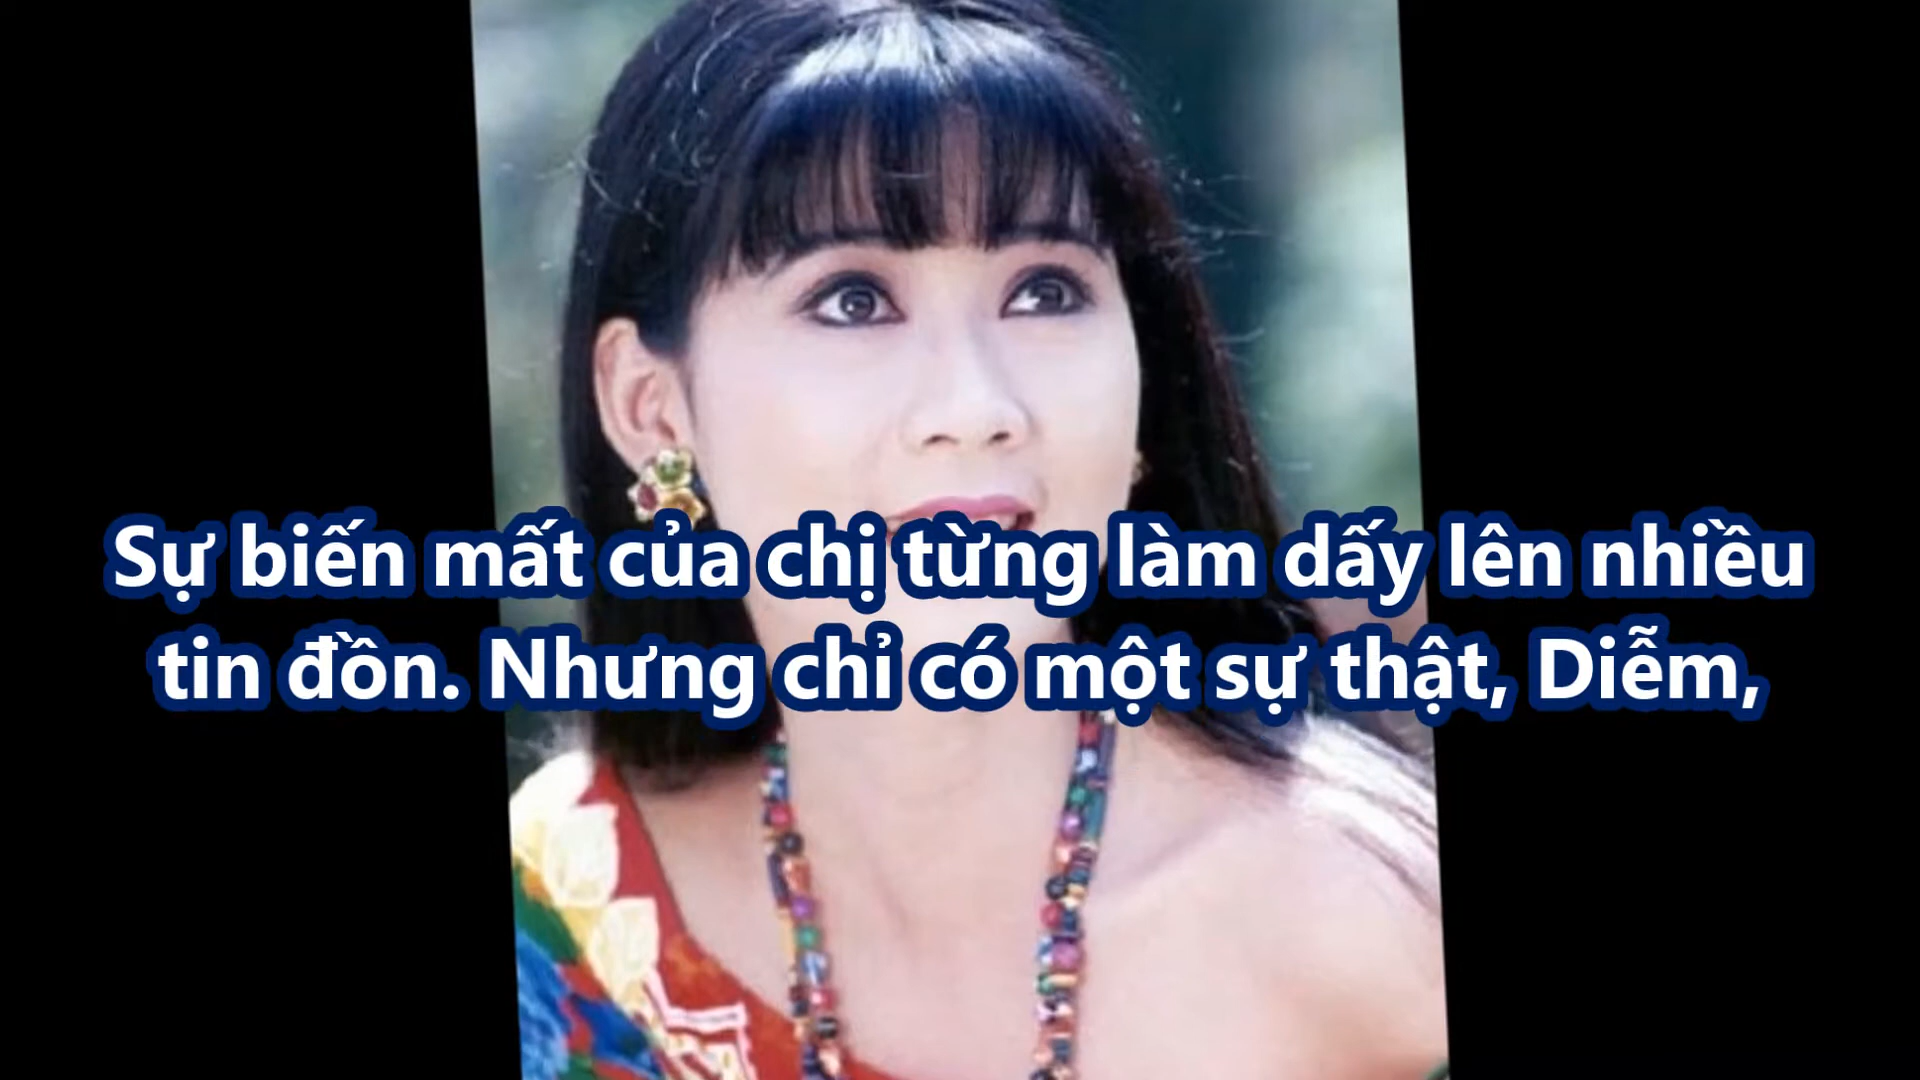 Sự biến mất của chị từng làm dấy lên nhiều
tin đồn. Nhưng chỉ có một sự thật, Diễm,